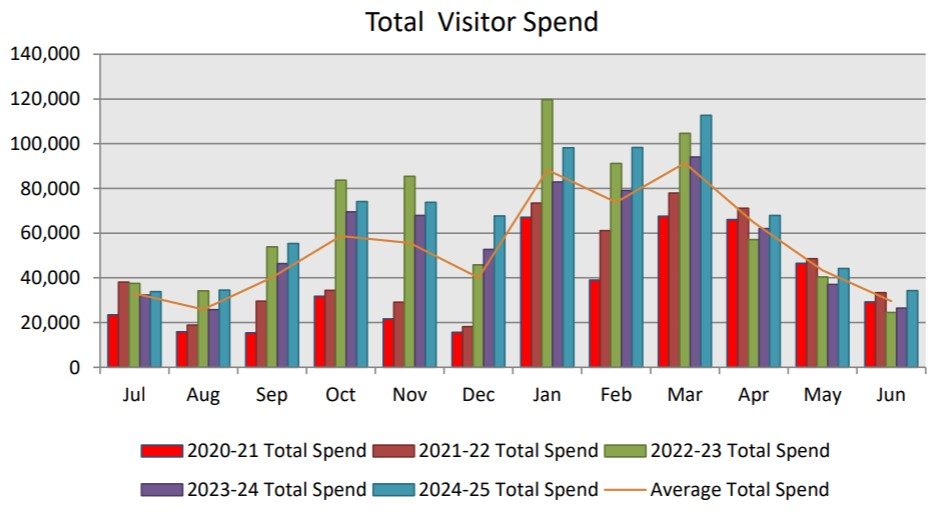 Total Visitor Spend
140,000
120,000
100,000
80,000
60,000
40,000
20,000
0
Jul Aug Sep Oct Nov Dec Jan Feb Mar Apr May Jun
2020-21 Total Spend 2021-22 Total Spend 2022-23 Total Spend
2023-24 Total Spend 2024-25 Total Spend Average Total Spend